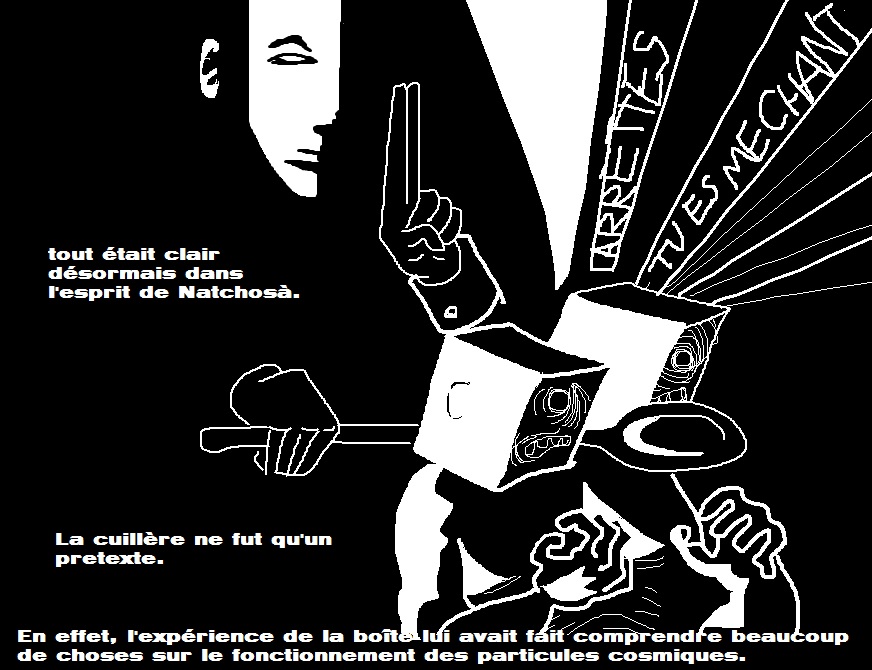 ARRETTES
TU ES MECHANT
tout était clair
désormais dans
l'esprit de Natchosà.
La cuillère ne fut qu'un
pretexte.
En effet, l'expérience de la boîte lui avait fait comprendre beaucoup
de choses sur le fonctionnement des particules cosmiques.